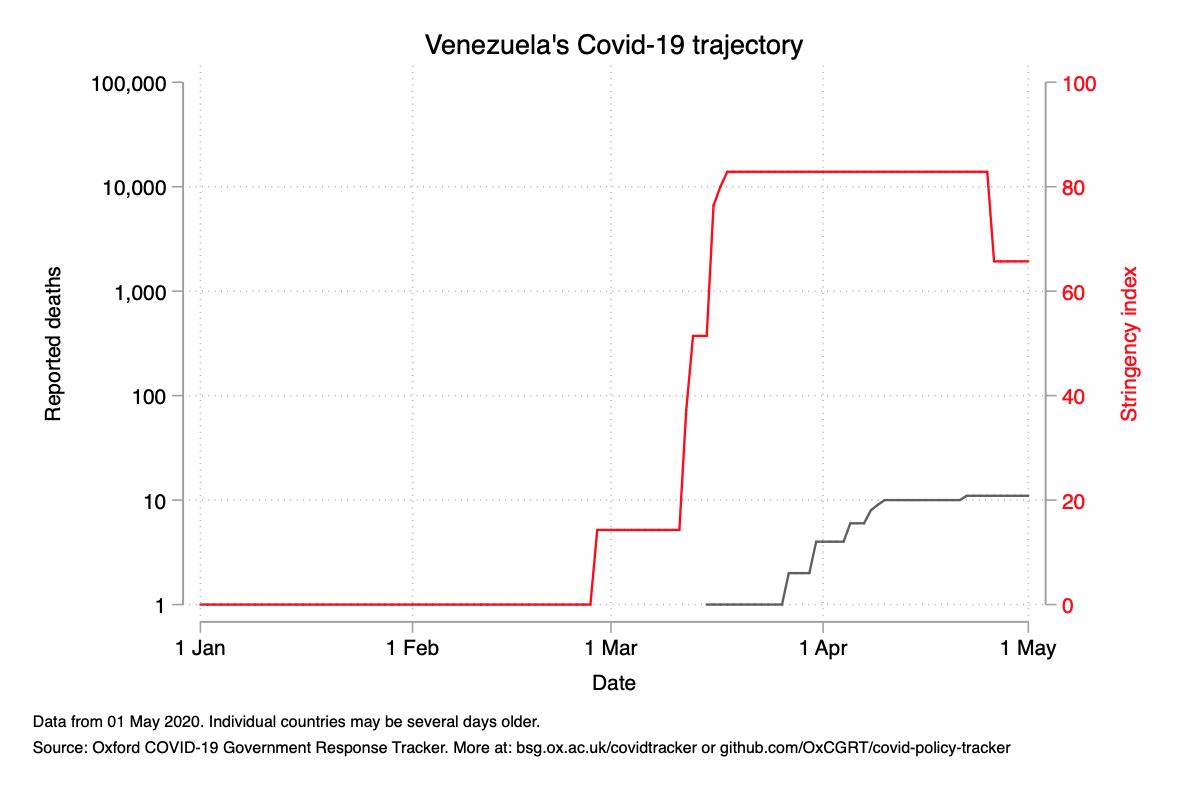 Venezuela's Covid-19 trajectory
100,000
10,000
1,000
100
10
1
Reported deaths
100
80
60
40
20
0
Stringency index
1 Jan
1 Feb
1 Mar
1 Apr
1 May
Date
Data from 01 May 2020. Individual countries may be several days older.
Source: Oxford COVID-19 Government Response Tracker. More at: bsg.ox.ac.uk/covidtracker or github.com/OxCGRT/covid-policy-tracker